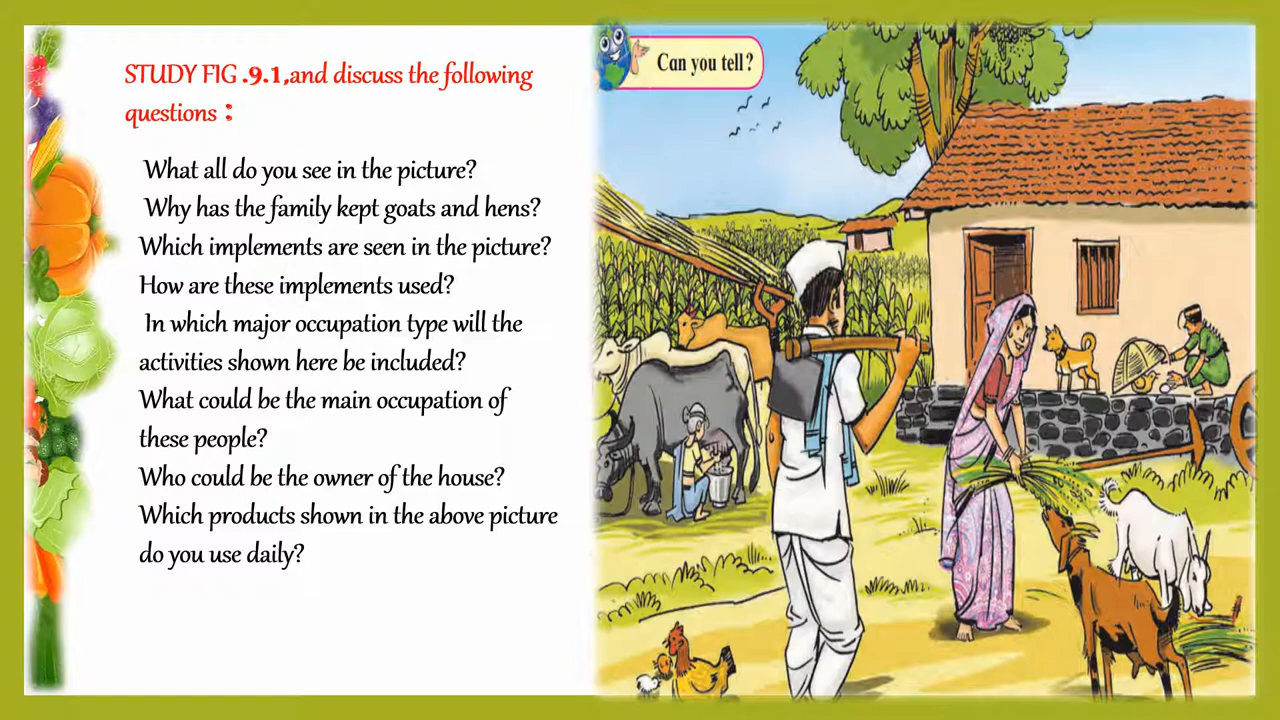 STUDY FIG .9.1,and discuss the following
questions :
What all do you see in the picture?
Why has the family kept goats and hens?
Which implements are seen in the picture?
How are these implements used?
In which major occupation type will the
activities shown here be included?
What could be the main occupation of
these people?
Who could be the owner of the house?
Which products shown in the above picture
do you use daily?
Can you tell?